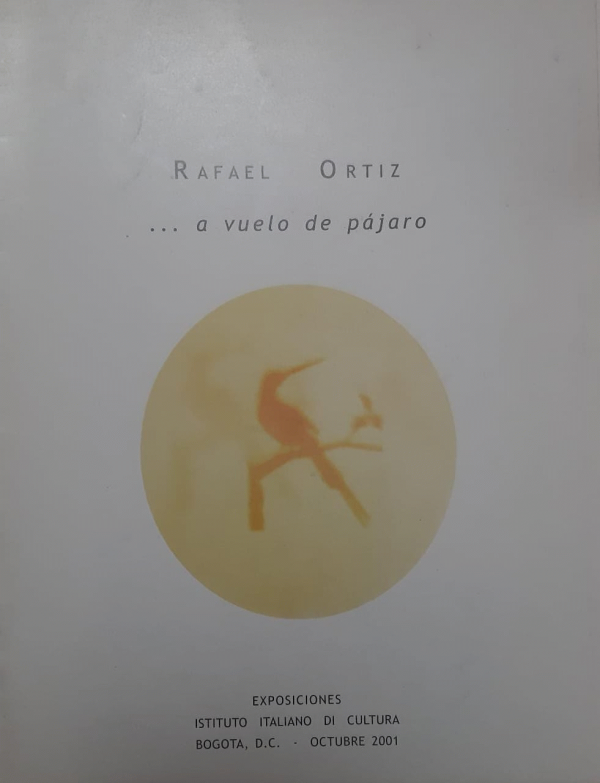 RAFAEL ORTIZ
... a vuelo de pájaro
EXPOSICIONES
ISTITUTO ITALIANO DI CULTURA
BOGOTA, D.C. - OCTUBRE 2001